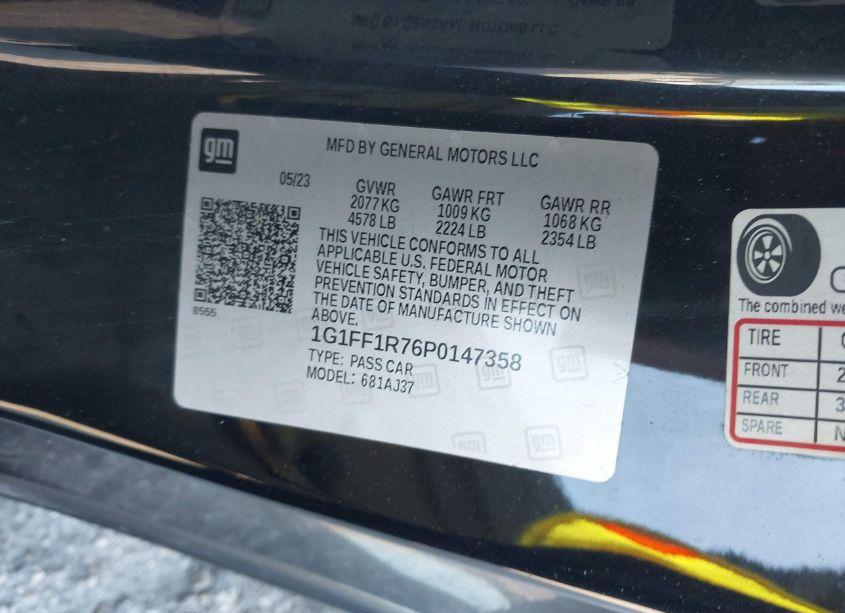 gm
MFD BY GENERAL MOTORS LLC
05/23
GVWR
2077 KG
4578 LB
GAWR FRT
1009 KG
2224 LB
GAWR RR
1068 KG
2354 LB
THIS VEHICLE CONFORMS TO ALL
APPLICABLE U.S. FEDERAL MOTOR
VEHICLE SAFETY, BUMPER, AND THEFT
PREVENTION STANDARDS IN EFFECT ON
THE DATE OF MANUFACTURE SHOWN
ABOVE.
8555
1G1FF1R76P0147358
TYPE: PASS CAR
MODEL: 681AJ37
The combined
TIRE
FRONT 2
REAR 3
SPARE N